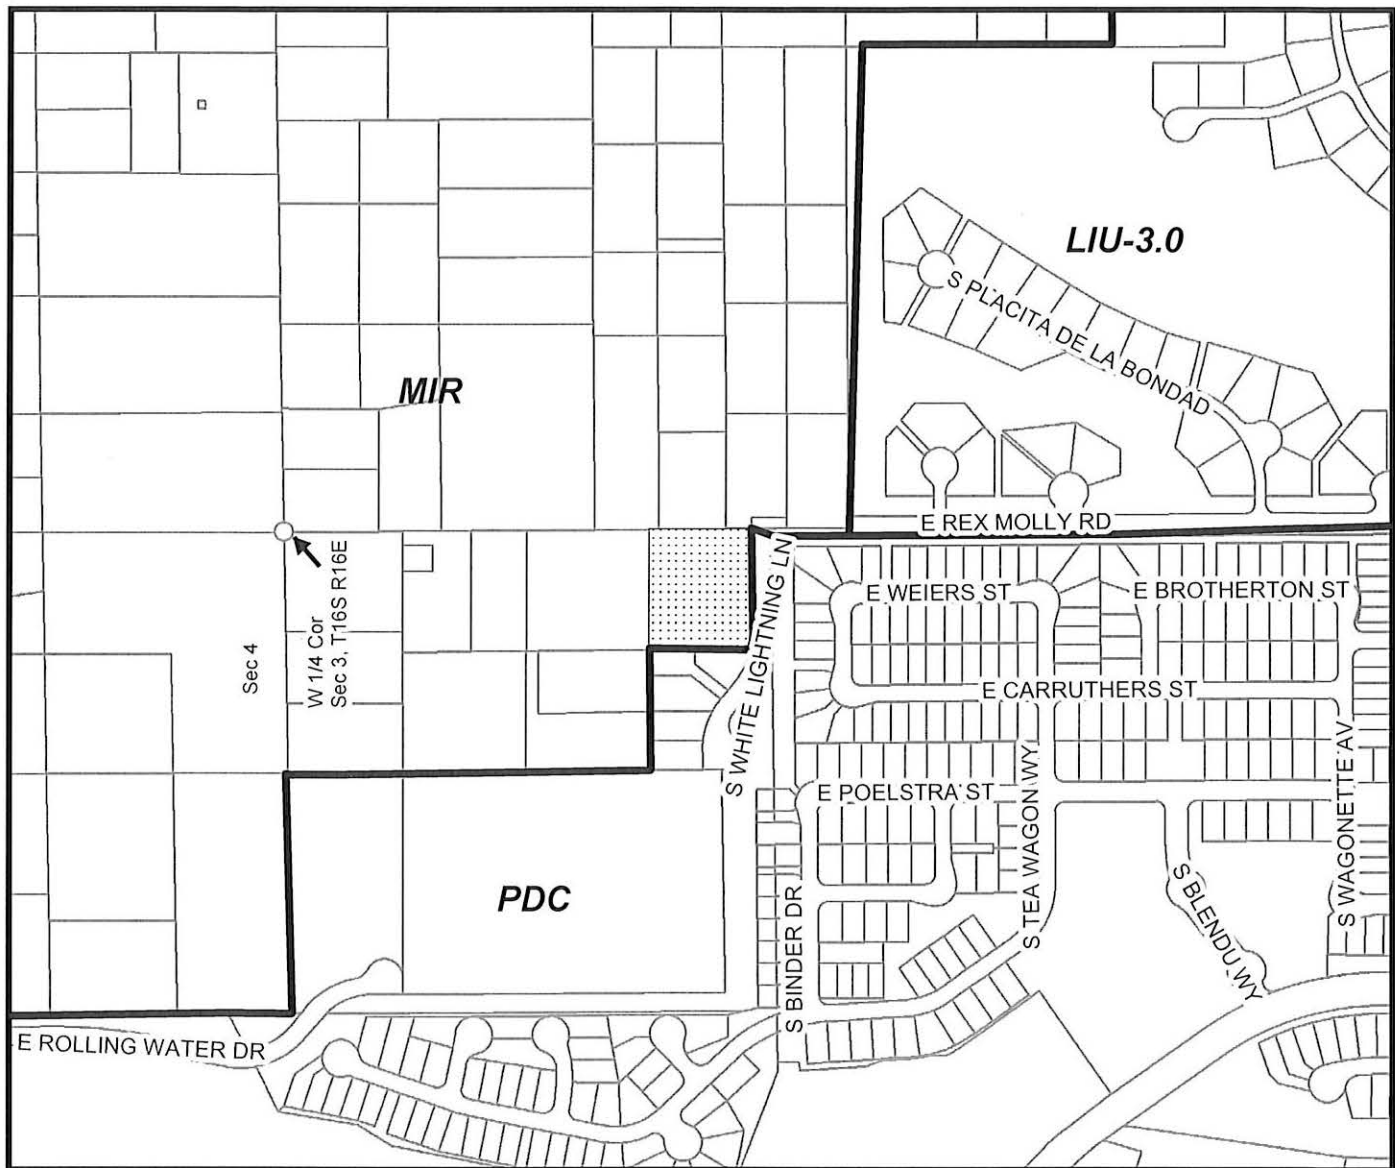 LIU-3.0
S PLACITA DE LA BONDAD
MIR
E REX MOLLY RD
Sec 4
W 1/4 Cor
Sec 3, T16S R16E
S WHITE LIGHTNING LN
E WEIERS ST
E BROTHERTON ST
E CARRUTHERS ST
E POELSTRA ST
S TEA WAGON WY
S WAGONETTE AV
PDC
S BINDER DR
S BLENDU WY
E ROLLING WATER DR